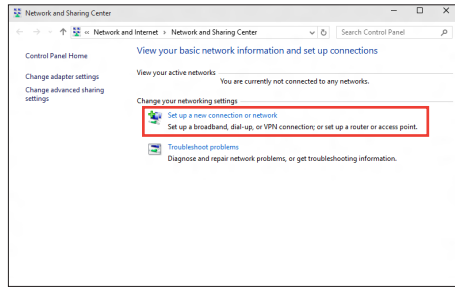 Network and Sharing Center
« Network and Internet › Network and Sharing Center
Search Control Panel
Control Panel Home
Change adapter settings
Change advanced sharing
settings
View your basic network information and set up connections
View your active networks
You are currently not connected to any networks.
Change your networking settings
Set up a new connection or network
Set up a broadband, dial-up, or VPN connection; or set up a router or access point.
Troubleshoot problems
Diagnose and repair network problems, or get troubleshooting information.